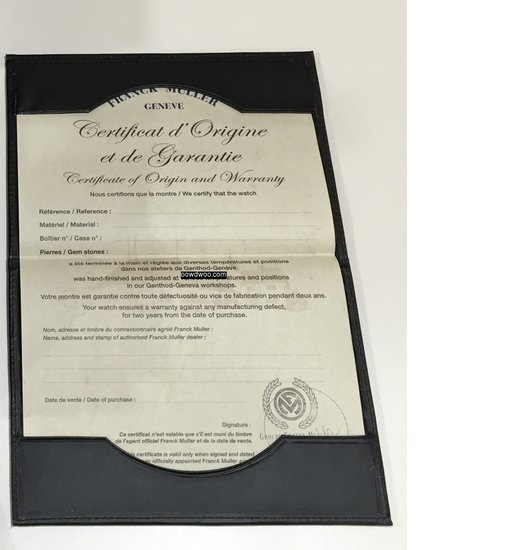 FRANCK MULLER
GENEVE
Certificat d'Origine
et de Garantie
Certificate of Origin and Warranty
Nous certifions que la montre / We certify that the watch
Référence / Reference :
Matériel / Material :
Boîtier n° / Case n° :
Pierres / Gem stones :
a été terminée à la main et réglée aux diverses températures et positions
dans nos ateliers de Genthod-Genève.
oowdwoo.com
was hand-finished and adjusted at and positions
in our Genthod-Geneva workshops.
Votre montre est garantie contre toute défectuosité ou vice de fabrication pendant deux ans.
Your watch ensures a warranty against any manufacturing defect,
for two years from the date of purchase.
Nom, adresse et timbre du concessionnaire agréé Franck Muller :
Name, address and stamp of authorised Franck Muller dealer :
Date de vente / Date of purchase :
Signature :
Ce certificat n'est valable que s'il est muni du timbre
de l'agent officiel Franck Muller et de la date de vente.
This certificate is valid only when signed and dated
an officially appointed Franck Muller agent